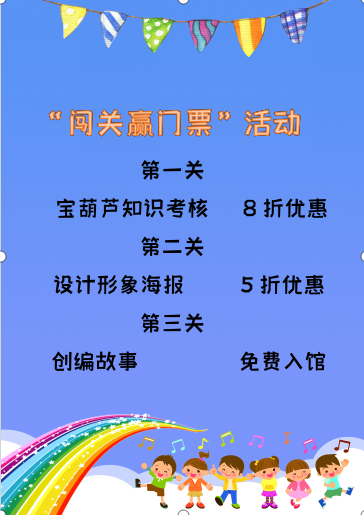 “闯关赢门票”活动
第一关
宝葫芦知识考核 8折优惠
第二关
设计形象海报 5折优惠
第三关
创编故事 免费入馆